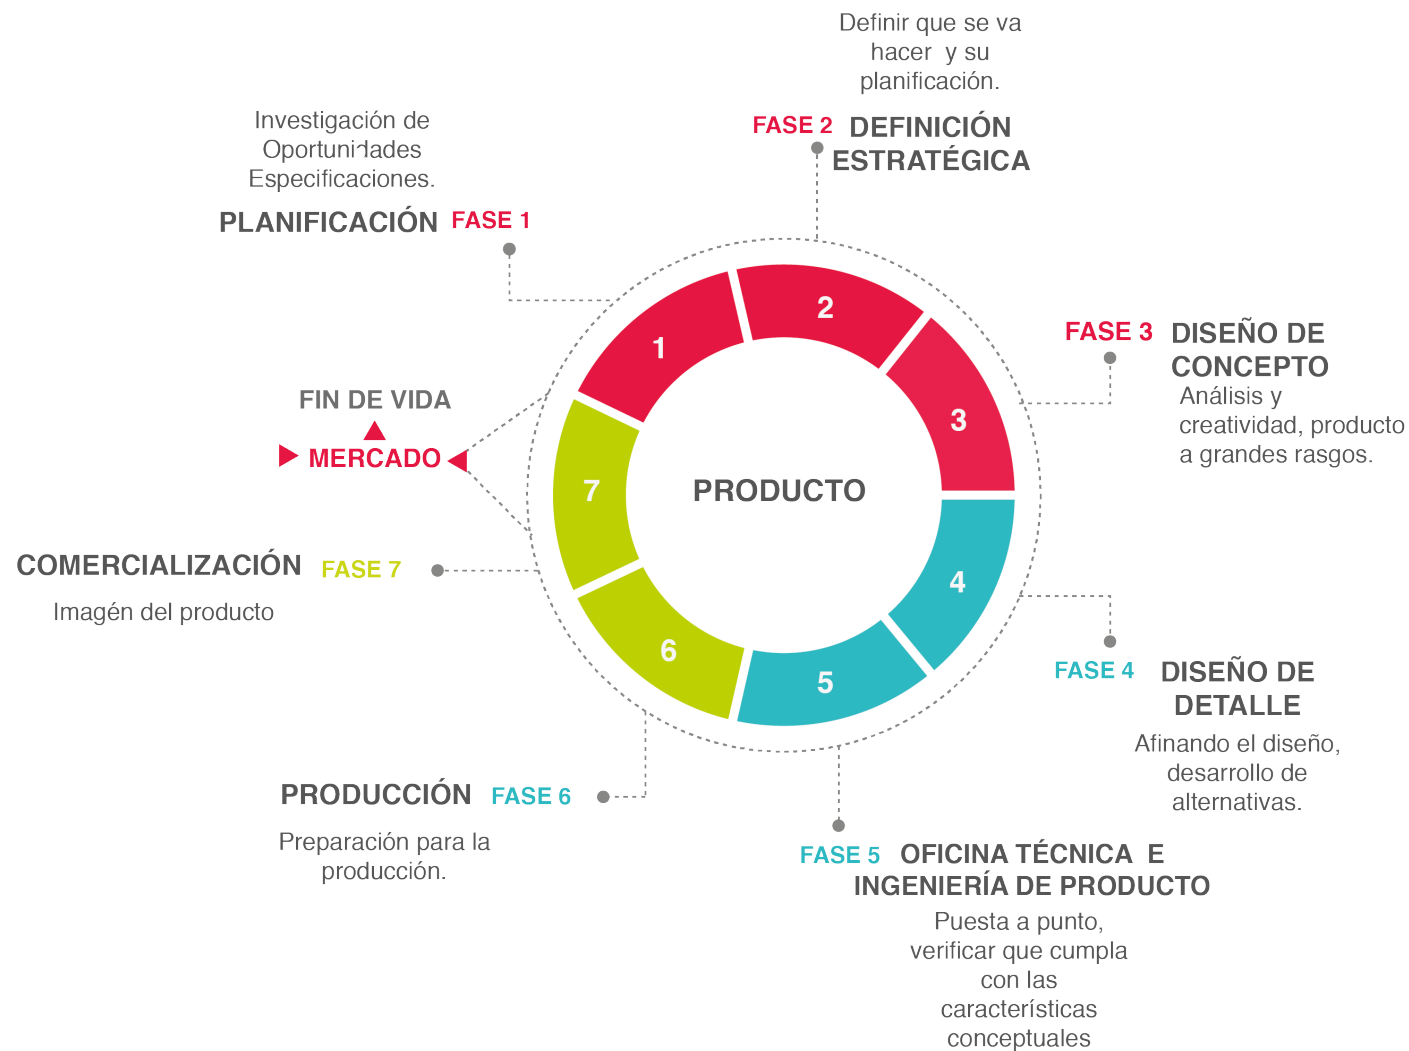 Definir que se va
hacer y su
planificación.
FASE 2 DEFINICIÓN
ESTRATÉGICA
Investigación de
Oportunidades
Especificaciones.
PLANIFICACIÓN FASE 1
FASE 3 DISEÑO DE
CONCEPTO
Análisis y
creatividad, producto
a grandes rasgos.
1
2
3
4
5
6
7
PRODUCTO
FIN DE VIDA
MERCADO
COMERCIALIZACIÓN FASE 7
Imagén del producto
FASE 4 DISEÑO DE
DETALLE
Afinando el diseño,
desarrollo de
alternativas.
PRODUCCIÓN FASE 6
Preparación para la
producción.
FASE 5 OFICINA TÉCNICA E
INGENIERÍA DE PRODUCTO
Puesta a punto,
verificar que cumpla
con las
características
conceptuales